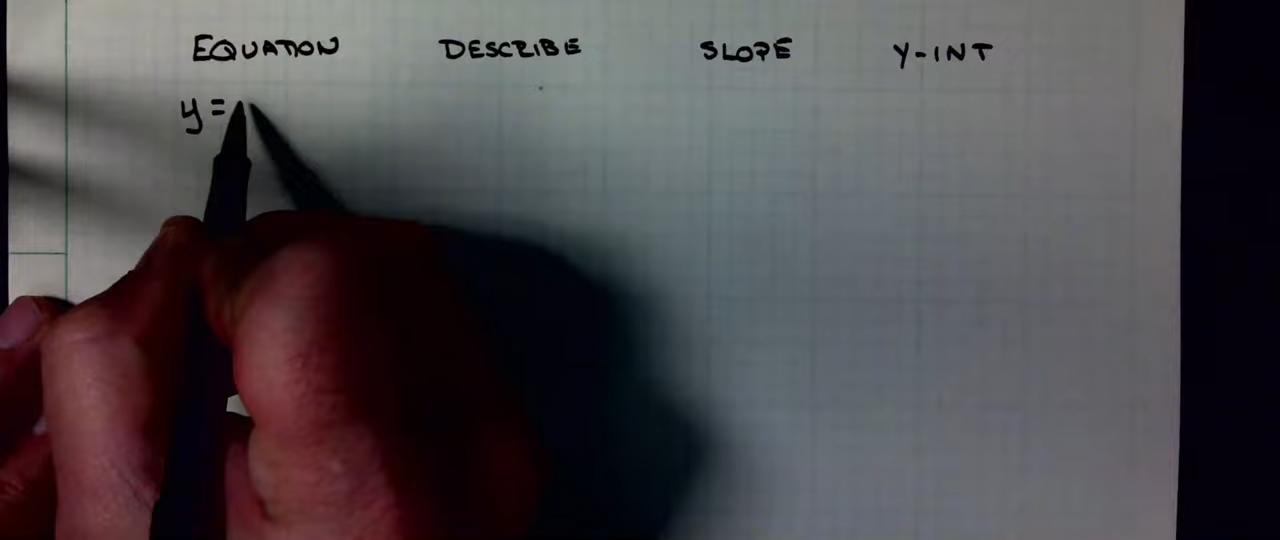 EQUATION DESCRIBE SLOPE Y-INT
y =